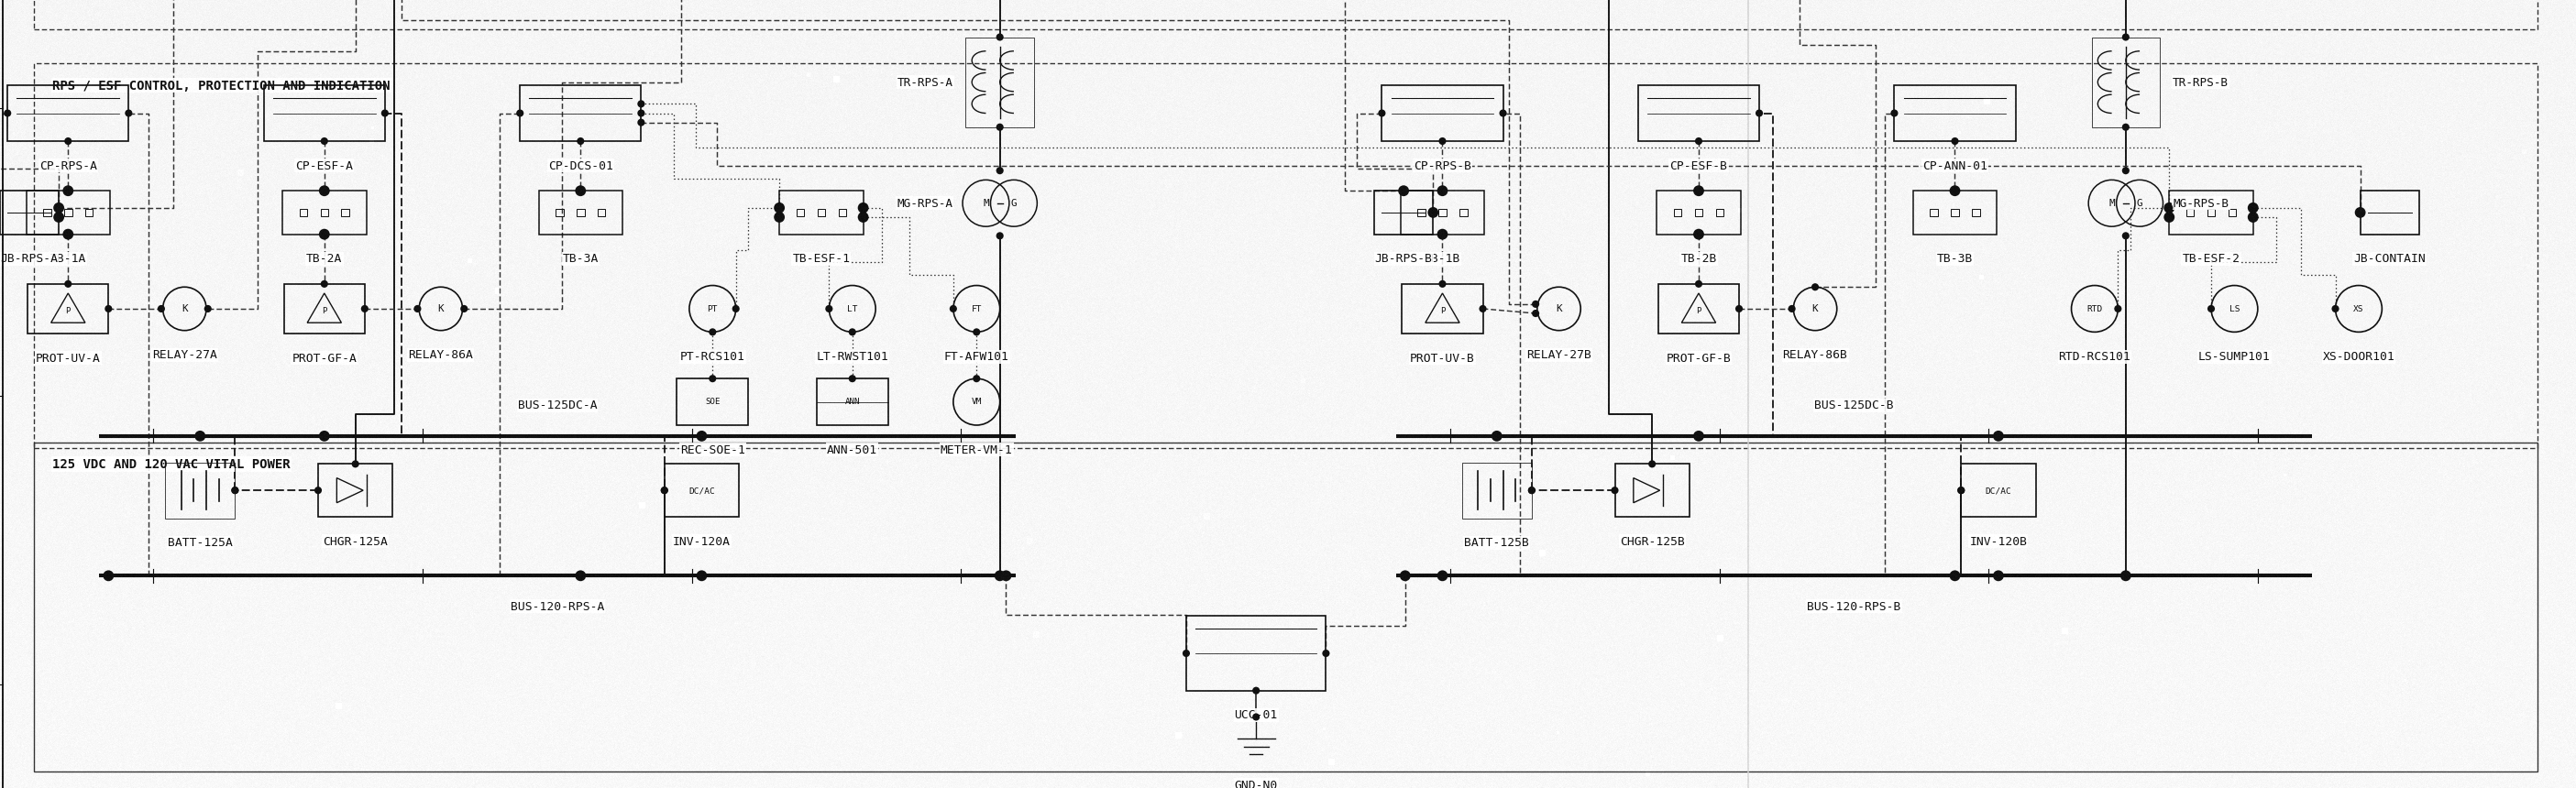 TR-RPS-A
TR-RPS-B
RPS / ESF CONTROL, PROTECTION AND INDICATION
CP-RPS-A
CP-ESF-A
CP-DCS-01
CP-RPS-B
CP-ESF-B
CP-ANN-01
MG-RPS-A
M
G
M
G
MG-RPS-B
JB-RPS-A
3-1A
TB-2A
TB-3A
TB-ESF-1
JB-RPS-B
3-1B
TB-2B
TB-3B
TB-ESF-2
JB-CONTAIN
P
K
P
K
PT
LT
FT
P
K
P
K
RTD
LS
XS
PROT-UV-A
RELAY-27A
PROT-GF-A
RELAY-86A
PT-RCS101
LT-RWST101
FT-AFW101
PROT-UV-B
RELAY-27B
PROT-GF-B
RELAY-86B
RTD-RCS101
LS-SUMP101
XS-DOOR101
BUS-125DC-A
SOE
ANN
VM
BUS-125DC-B
REC-SOE-1
ANN-501
METER-VM-1
125 VDC AND 120 VAC VITAL POWER
DC/AC
DC/AC
BATT-125A
CHGR-125A
INV-120A
BATT-125B
CHGR-125B
INV-120B
BUS-120-RPS-A
BUS-120-RPS-B
UCC-01
GND-N0